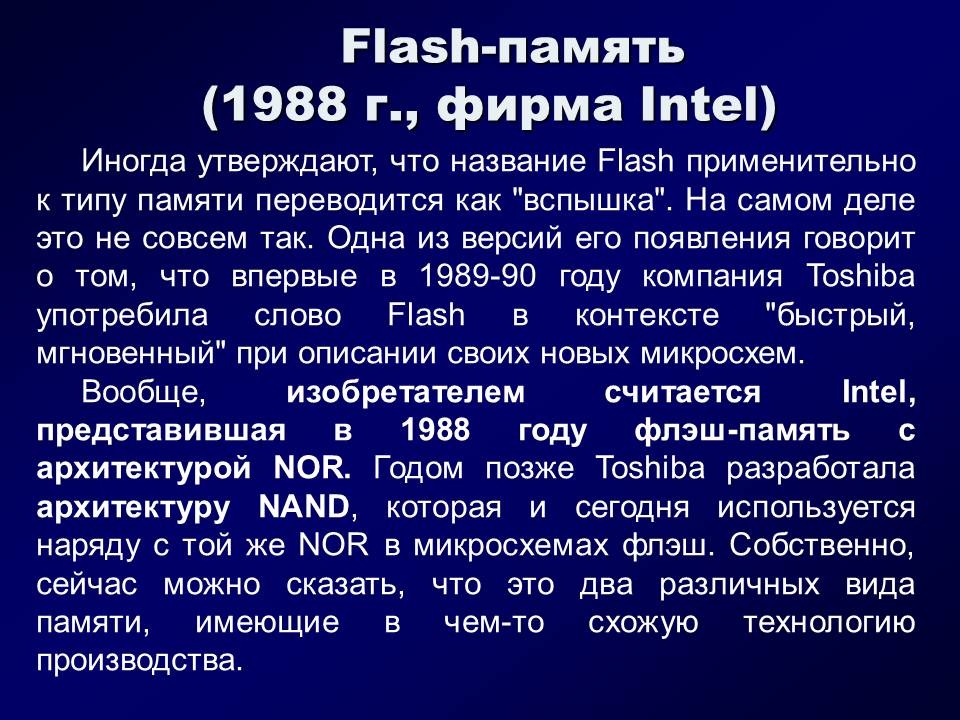 Flash-память
(1988 г., фирма Intel)
Иногда утверждают, что название Flash применительно
к типу памяти переводится как "вспышка". На самом деле
это не совсем так. Одна из версий его появления говорит
о том, что впервые в 1989-90 году компания Toshiba
употребила слово Flash в контексте "быстрый,
мгновенный" при описании своих новых микросхем.
Вообще, изобретателем считается Intel,
представившая в 1988 году флэш-память с
архитектурой NOR. Годом позже Toshiba разработала
архитектуру NAND, которая и сегодня используется
наряду с той же NOR в микросхемах флэш. Собственно,
сейчас можно сказать, что это два различных вида
памяти, имеющие в чем-то схожую технологию
производства.